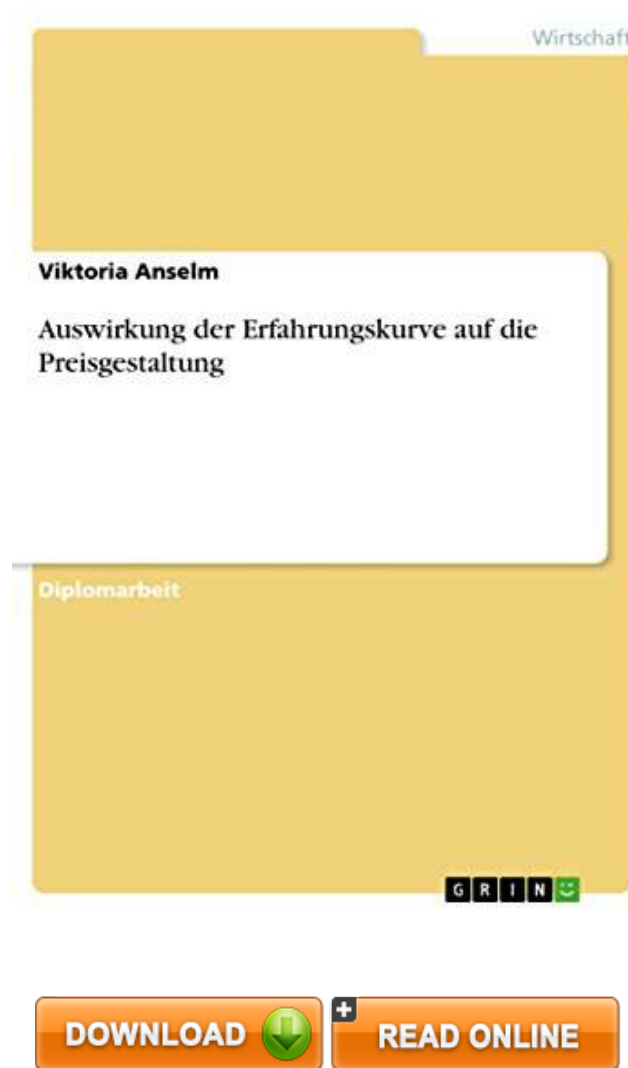 Wirtschaft
Viktoria Anselm
Auswirkung der Erfahrungskurve auf die
Preisgestaltung
Diplomarbeit
GRIN
DOWNLOAD
READ ONLINE